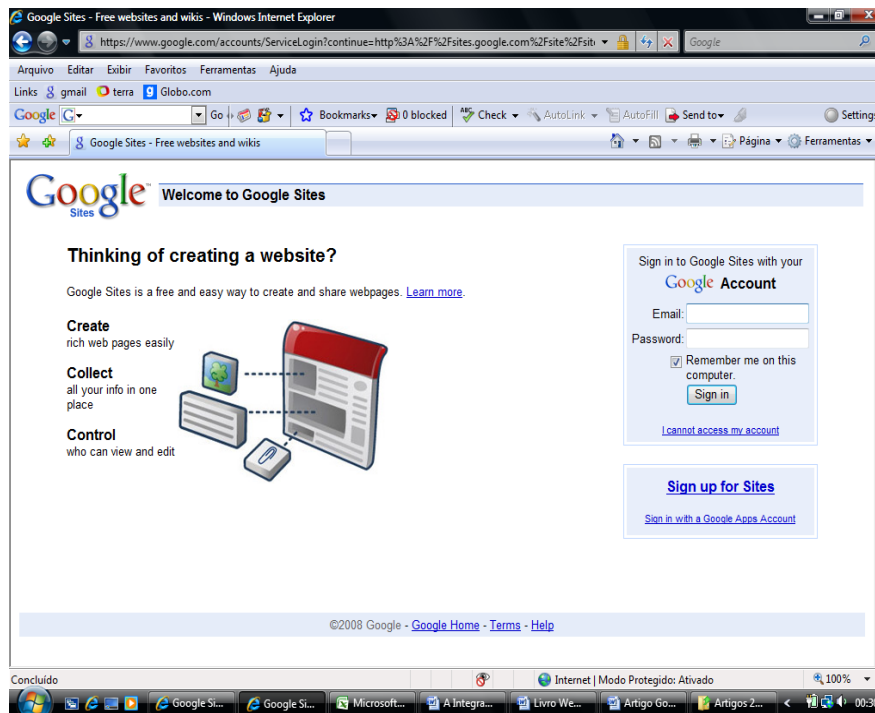 Google Sites - Free websites and wikis - Windows Internet Explorer
https://www.google.com/accounts/ServiceLogin?continue=http%3A%2F%2Fsites.google.com%2Fsite%2Fsit
Google
Arquivo Editar Exibir Favoritos Ferramentas Ajuda
Links gmail terra Globo.com
Google G Go Bookmarks 0 blocked ABC Check AutoLink AutoFill Send to Settings
Google Sites - Free websites and wikis Página Ferramentas
Google™ Sites
Welcome to Google Sites
Thinking of creating a website?
Google Sites is a free and easy way to create and share webpages. Learn more.
Create
rich web pages easily
Collect
all your info in one
place
Control
who can view and edit
Sign in to Google Sites with your
Google Account
Email:
Password:
Remember me on this
computer.
Sign in
I cannot access my account
Sign up for Sites
Sign in with a Google Apps Account
©2008 Google - Google Home - Terms - Help
Concluído Internet | Modo Protegido: Ativado 100%
Google Si... Google Si... Microsoft... A Integra... Livro We... Artigo Go... Artigos 2...